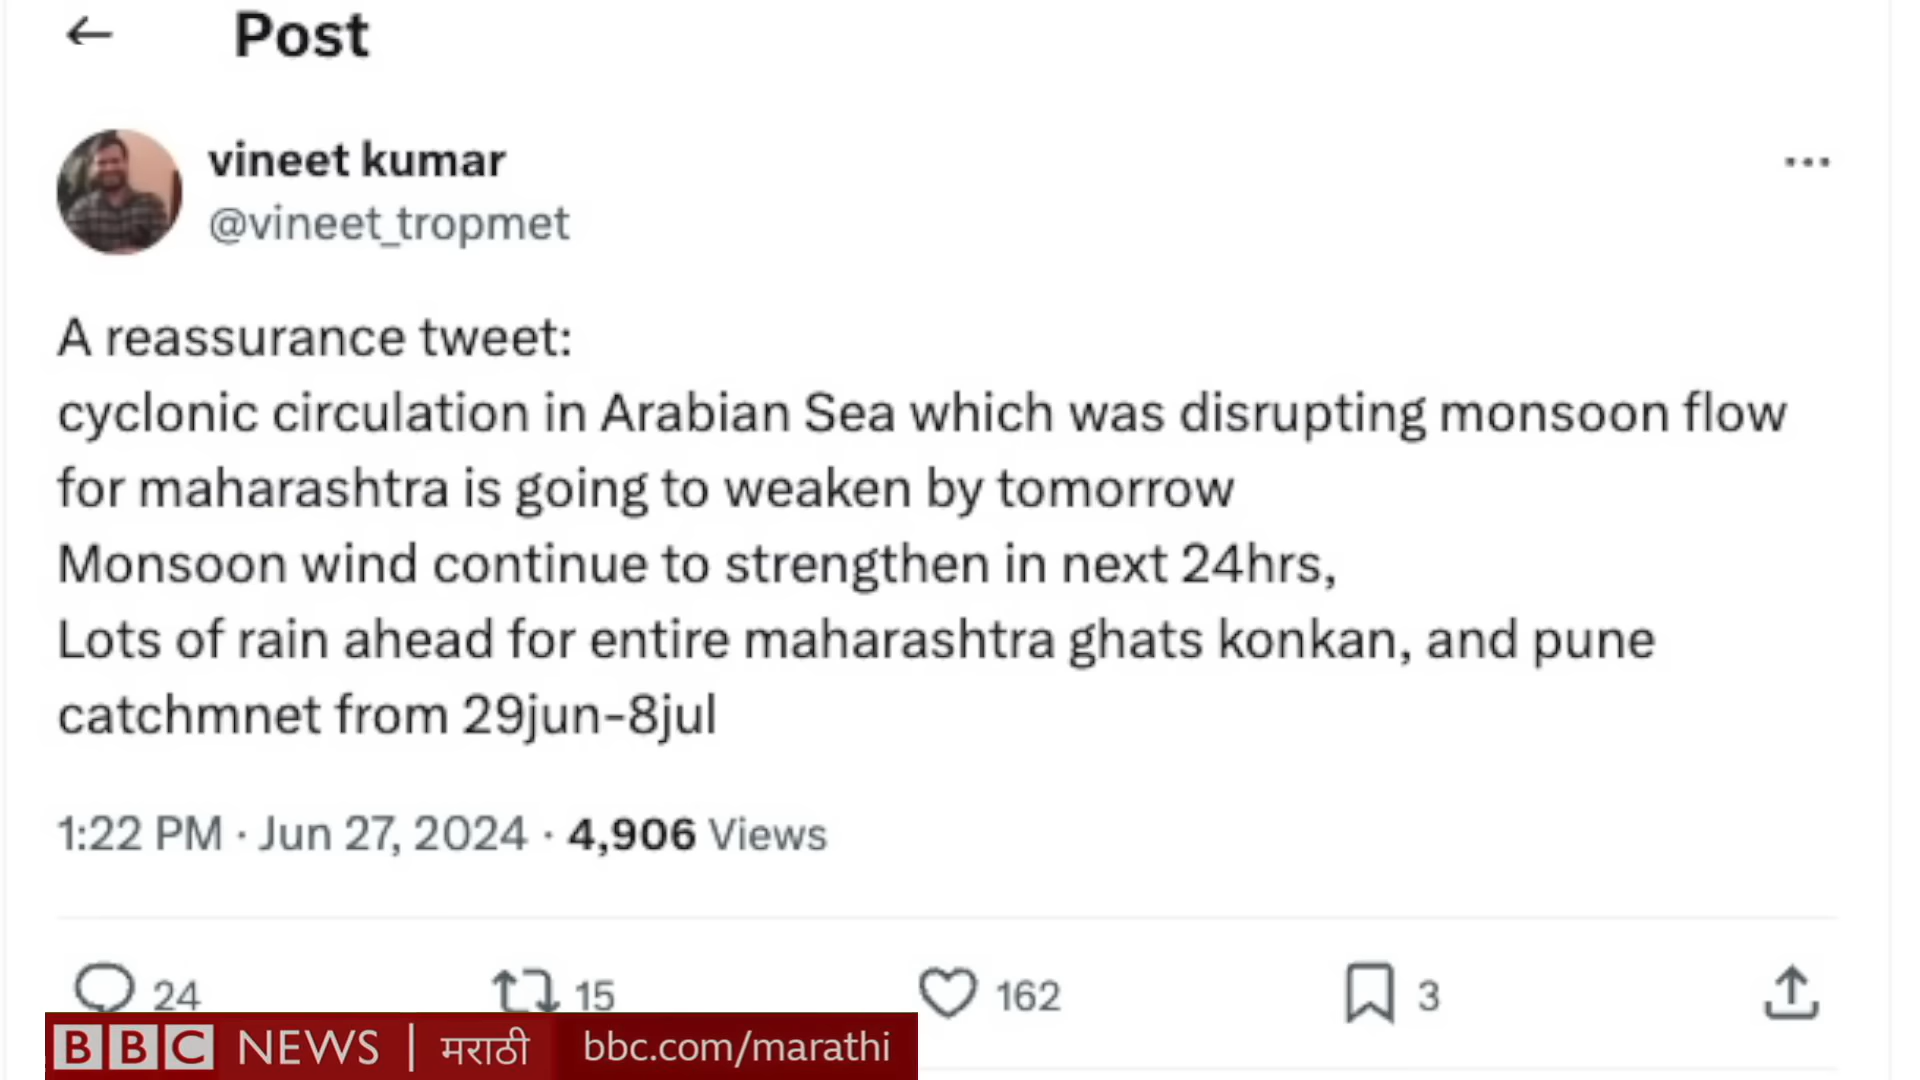 Post
vineet kumar
@vineet_tropmet
A reassurance tweet:
cyclonic circulation in Arabian Sea which was disrupting monsoon flow
for maharashtra is going to weaken by tomorrow
Monsoon wind continue to strengthen in next 24hrs,
Lots of rain ahead for entire maharashtra ghats konkan, and pune
catchmnet from 29jun-8jul
1:22 PM · Jun 27, 2024 · 4,906 Views
24 15 162 3
BBC NEWS | मराठी bbc.com/marathi